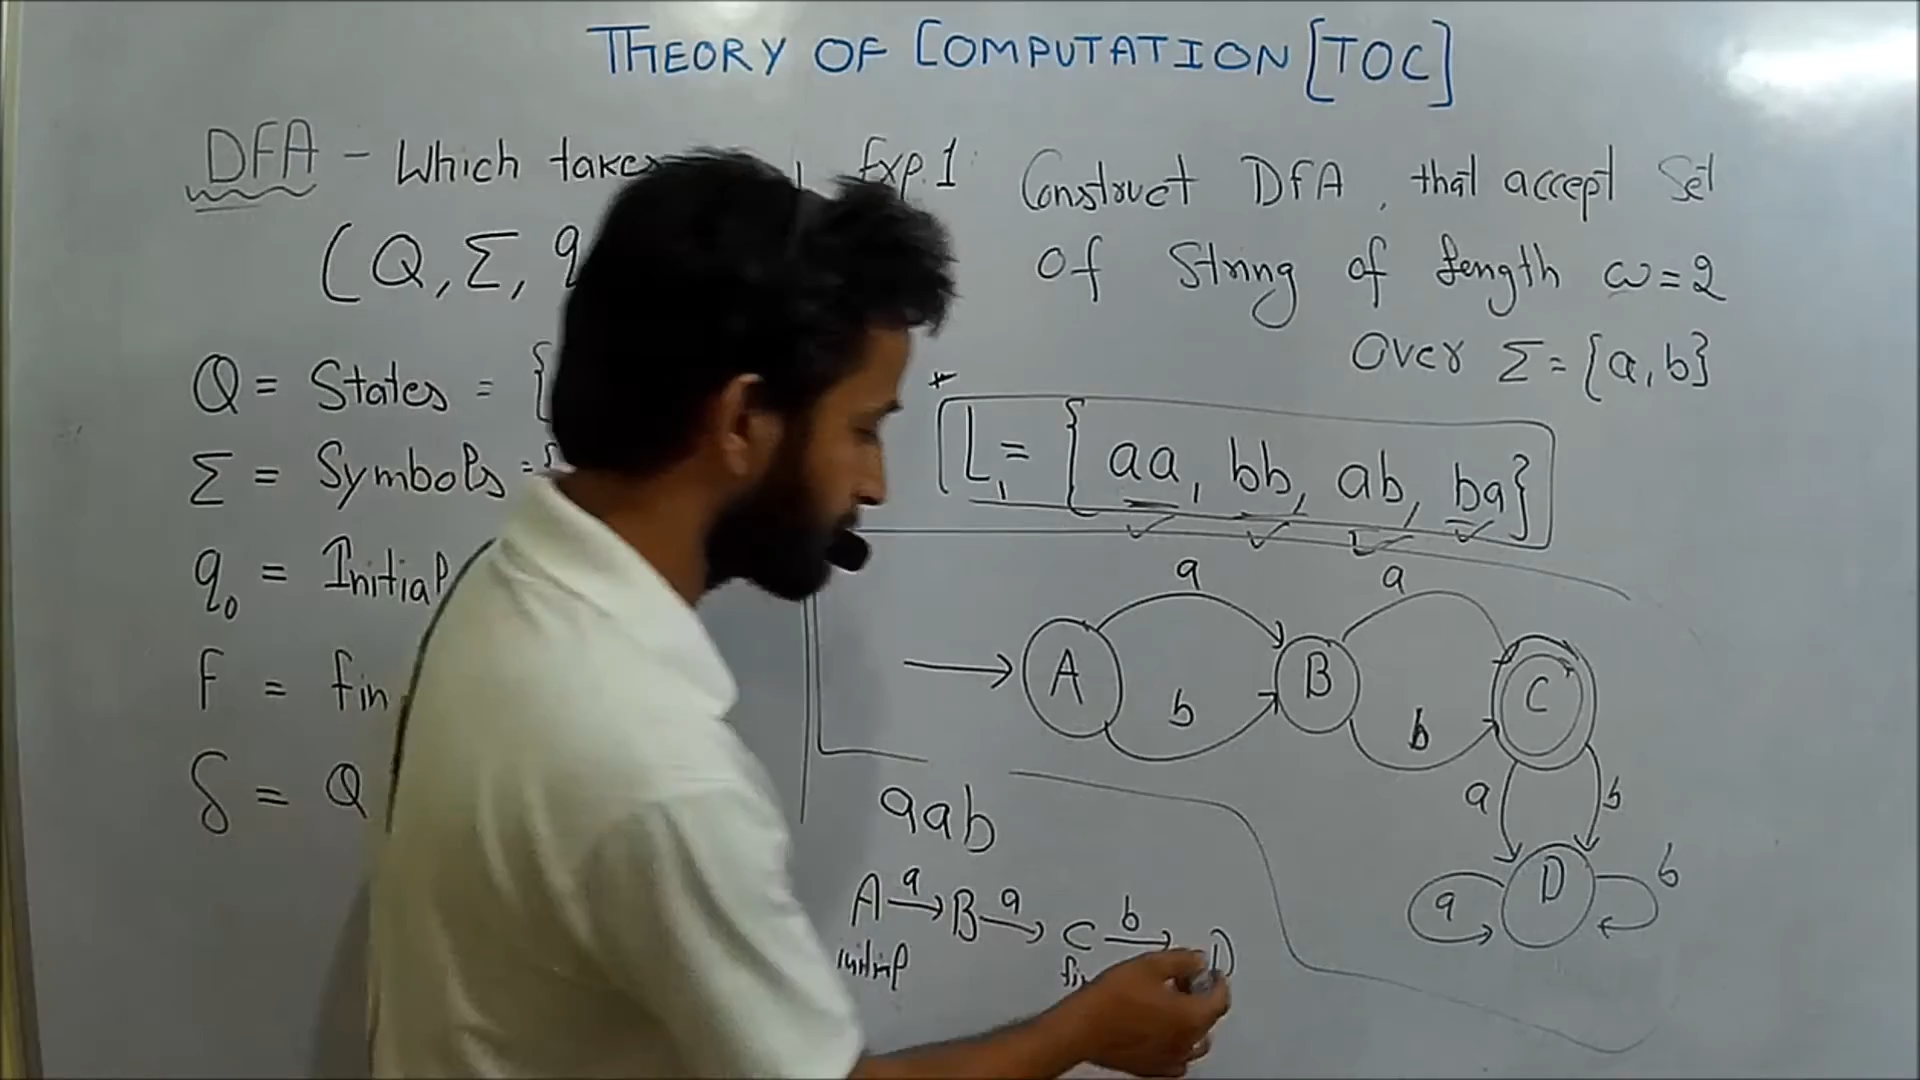 THEORY OF COMPUTATION [TOC]
DFA - Which takes
(Q, Σ, q
Q = States = {
Σ = Symbols = {
q₀ = Initial
F = fin
δ = Q
Exp.1: Construct DFA, that accept Set
Of String of length ω=2
Over Σ = {a, b}
*
L₁ = { aa, bb, ab, ba}
a a
A B C
b b
a b
D
a b
aab
A a B a C b D
initial fin